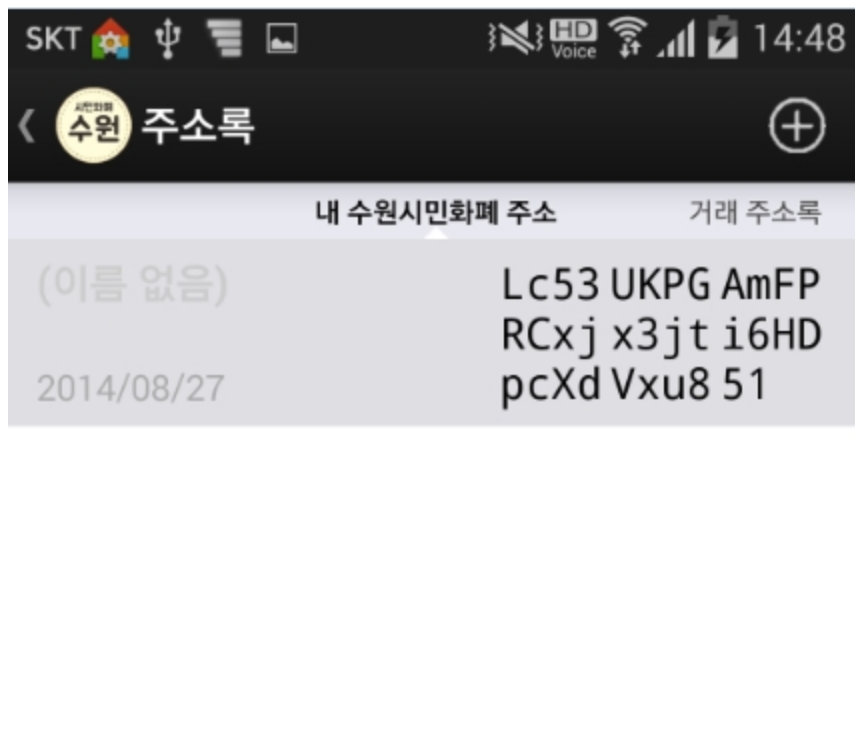 SKT HD Voice 14:48
시민화폐
수원 주소록
내 수원시민화폐 주소 거래 주소록
(이름 없음) Lc53 UKPG AmFP
RCxj x3jt i6HD
2014/08/27 pcXd Vxu8 51